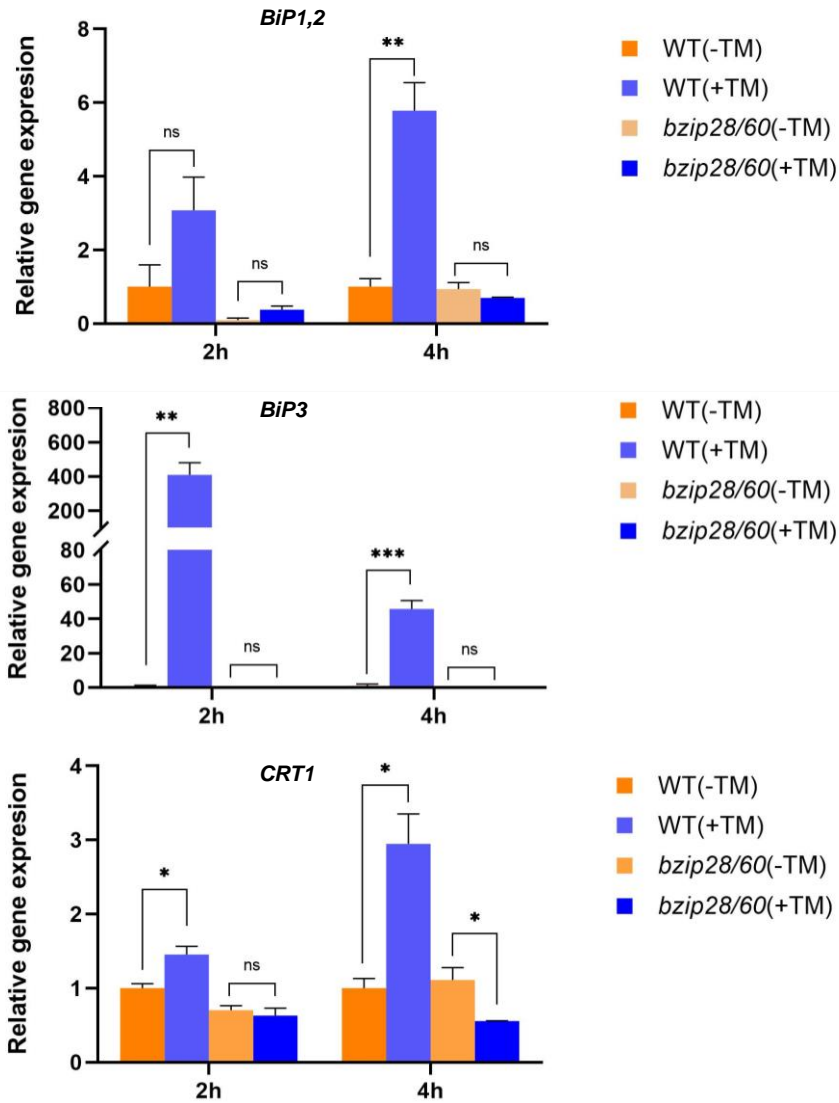 BiP1,2
Relative gene expresion
8
6
4
2
0
ns
ns
**
ns
2h
4h
WT(-TM)
WT(+TM)
bzip28/60(-TM)
bzip28/60(+TM)
BiP3
Relative gene expresion
800
600
400
200
80
60
40
20
0
**
ns
***
ns
2h
4h
WT(-TM)
WT(+TM)
bzip28/60(-TM)
bzip28/60(+TM)
CRT1
Relative gene expresion
4
3
2
1
0
*
ns
*
*
2h
4h
WT(-TM)
WT(+TM)
bzip28/60(-TM)
bzip28/60(+TM)